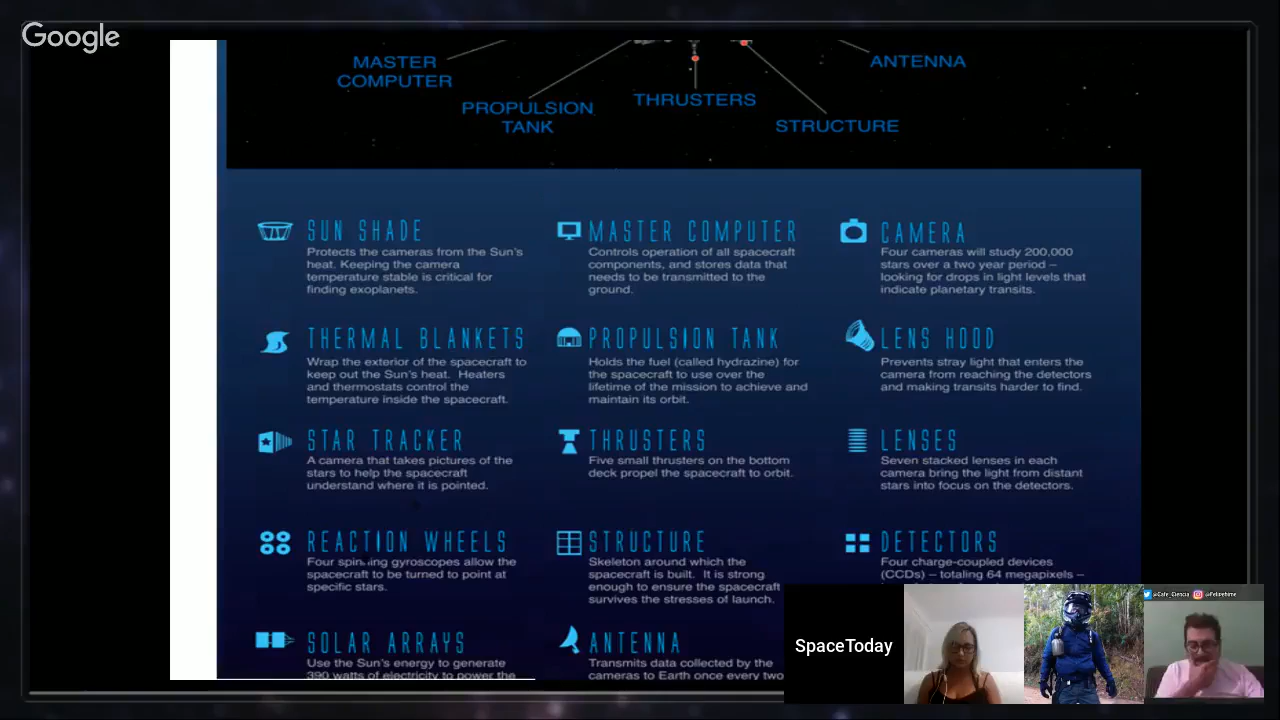 Google
MASTER
COMPUTER
PROPULSION
TANK
THRUSTERS
STRUCTURE
ANTENNA
SUN SHADE
Protects the cameras from the Sun's
heat. Keeping the camera
temperature stable is critical for
finding exoplanets.
MASTER COMPUTER
Controls operation of all spacecraft
components, and stores data that
needs to be transmitted to the
ground.
CAMERA
Four cameras will study 200,000
stars over a two year period –
looking for drops in light levels that
indicate planetary transits.
THERMAL BLANKETS
Wrap the exterior of the spacecraft to
keep out the Sun's heat. Heaters
and thermostats control the
temperature inside the spacecraft.
PROPULSION TANK
Holds the fuel (called hydrazine) for
the spacecraft to use over the
lifetime of the mission to achieve and
maintain its orbit.
LENS HOOD
Prevents stray light that enters the
camera from reaching the detectors
and making transits harder to find.
STAR TRACKER
A camera that takes pictures of the
stars to help the spacecraft
understand where it is pointed.
THRUSTERS
Five small thrusters on the bottom
deck propel the spacecraft to orbit.
LENSES
Seven stacked lenses in each
camera bring the light from distant
stars into focus on the detectors.
REACTION WHEELS
Four spinning gyroscopes allow the
spacecraft to be turned to point at
specific stars.
STRUCTURE
Skeleton around which the
spacecraft is built. It is strong
enough to ensure the spacecraft
survives the stresses of launch.
DETECTORS
Four charge-coupled devices
(CCDs) – totaling 64 megapixels –
SOLAR ARRAYS
Use the Sun's energy to generate
390 watts of electricity to power the
ANTENNA
Transmits data collected by the
cameras to Earth once every two
SpaceToday
@Cafe_Ciencia @Felipehime